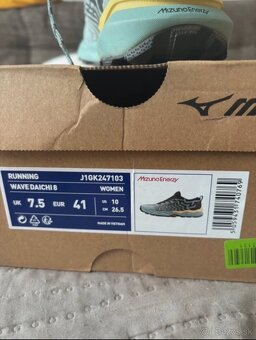 MizunoEnerzy
RUNNING J1GK247103
WAVE DAICHI 8 WOMEN
UK 7.5 EUR 41 US 10 CM 26.5
MADE IN VIETNAM
MizunoEnerzy